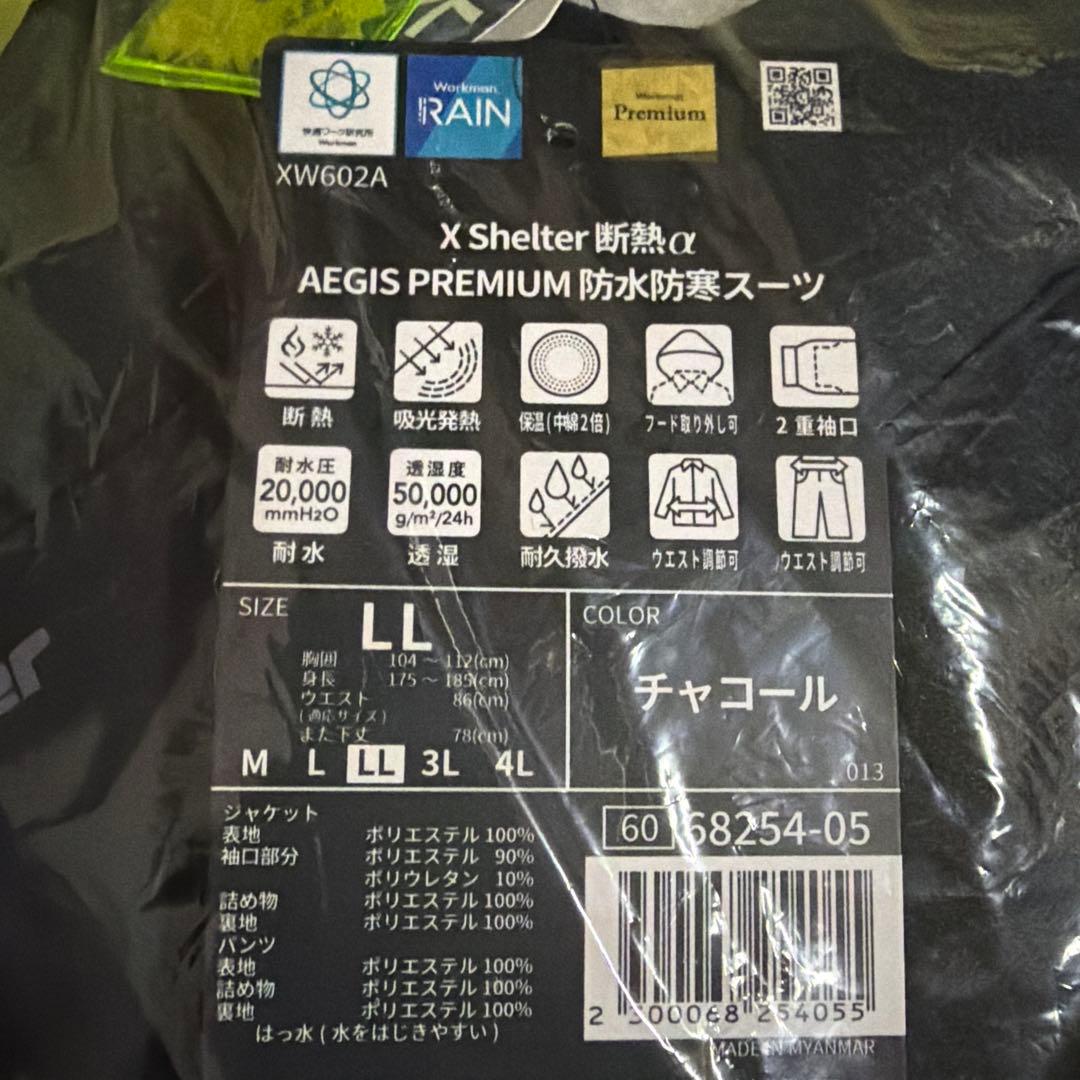 快適ワーク研究所
Workman
Workman
RAIN
Workman
Premium
XW602A
X Shelter 断熱α
AEGIS PREMIUM 防水防寒スーツ
断熱
吸光発熱
保温(中綿2倍)
フード取り外し可
2重袖口
耐水圧
20,000
mmH2O
耐水
透湿度
50,000
g/m²/24h
透湿
耐久撥水
ウエスト調節可
ウエスト調節可
SIZE
LL
胸囲 104～112(cm)
身長 175～185(cm)
ウエスト 86(cm)
(適応サイズ)
また下丈 78(cm)
M L LL 3L 4L
COLOR
チャコール
013
ジャケット
表地 ポリエステル 100%
袖口部分 ポリエステル 90%
ポリウレタン 10%
詰め物 ポリエステル 100%
裏地 ポリエステル 100%
パンツ
表地 ポリエステル 100%
詰め物 ポリエステル 100%
裏地 ポリエステル 100%
はっ水(水をはじきやすい)
60 68254-05
2 300068 254055
MADE IN MYANMAR